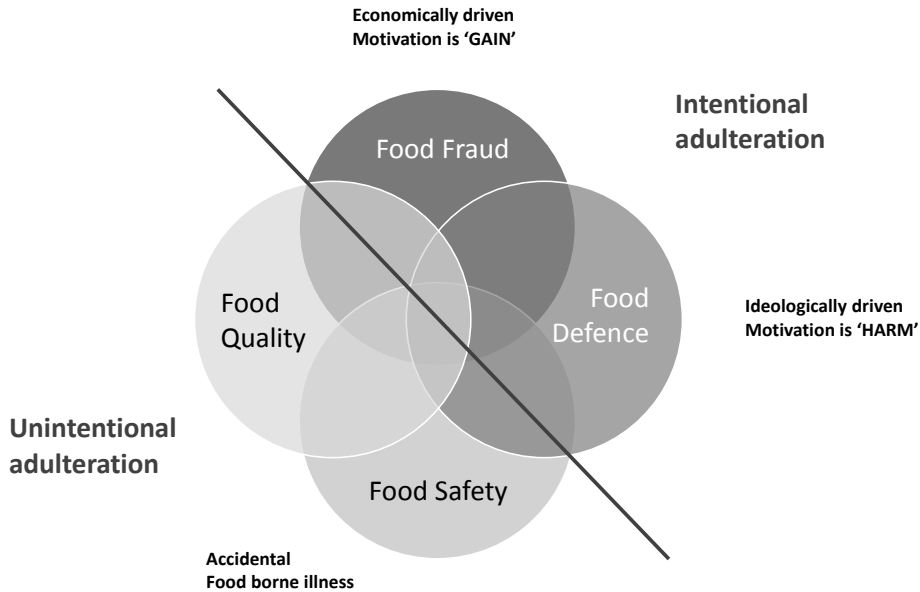 Economically driven
Motivation is ‘GAIN’
Intentional
adulteration
Food Fraud
Food
Quality
Food
Defence
Ideologically driven
Motivation is ‘HARM’
Unintentional
adulteration
Food Safety
Accidental
Food borne illness